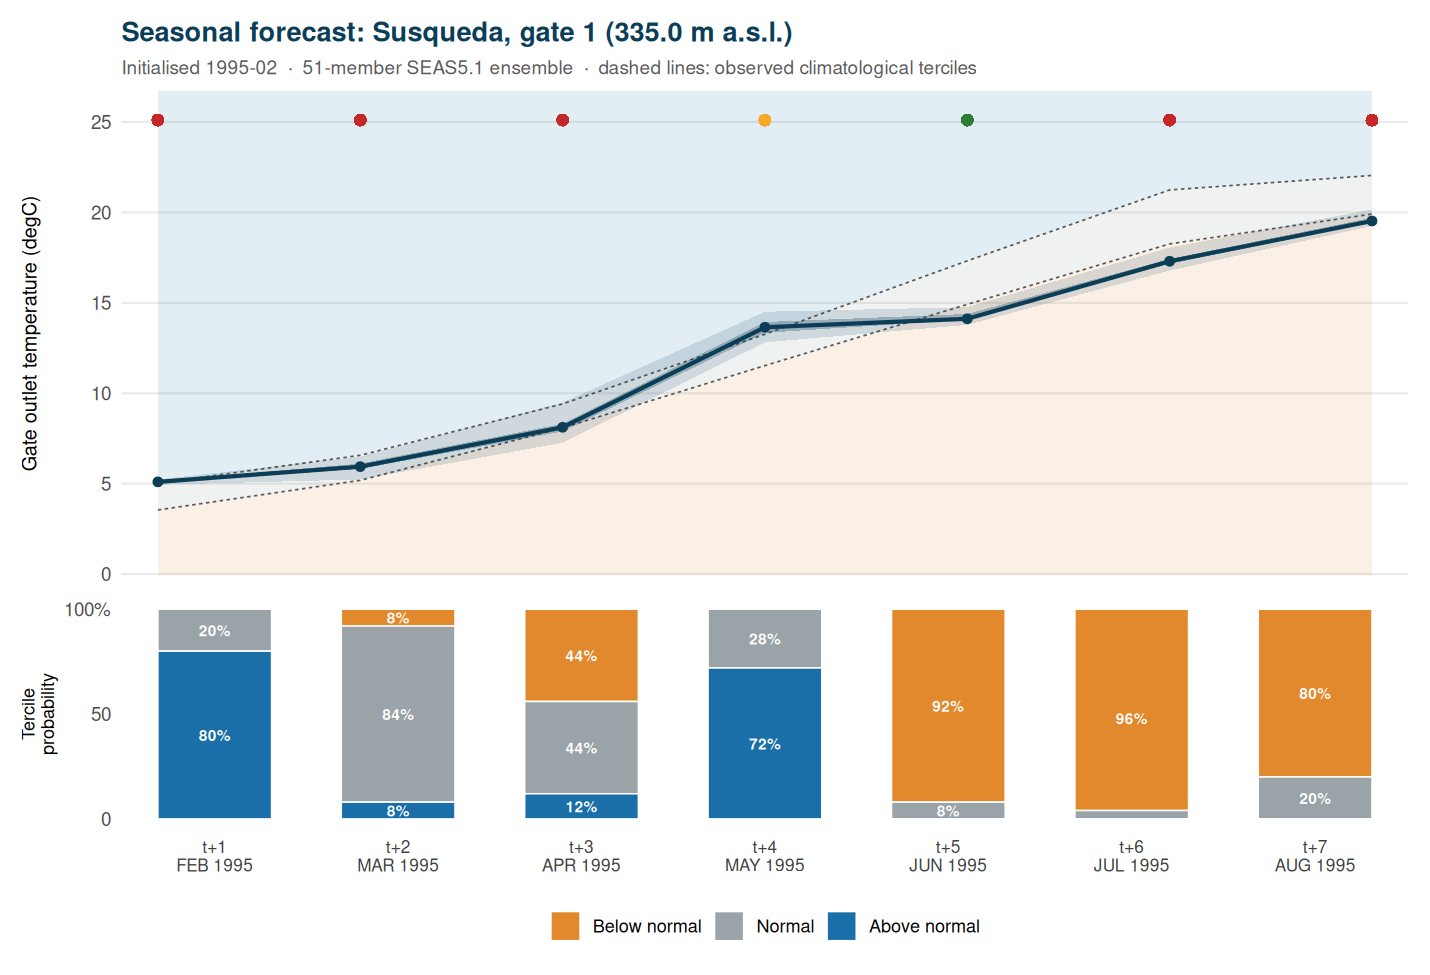 Seasonal forecast: Susqueda, gate 1 (335.0 m a.s.l.)
Initialised 1995-02 · 51-member SEAS5.1 ensemble · dashed lines: observed climatological terciles
Gate outlet temperature (degC)
25
20
15
10
5
0
Tercile
probability
100%
50
0
20%
80%
8%
84%
8%
44%
44%
12%
28%
72%
92%
8%
96%
80%
20%
t+1
FEB 1995
t+2
MAR 1995
t+3
APR 1995
t+4
MAY 1995
t+5
JUN 1995
t+6
JUL 1995
t+7
AUG 1995
Below normal
Normal
Above normal